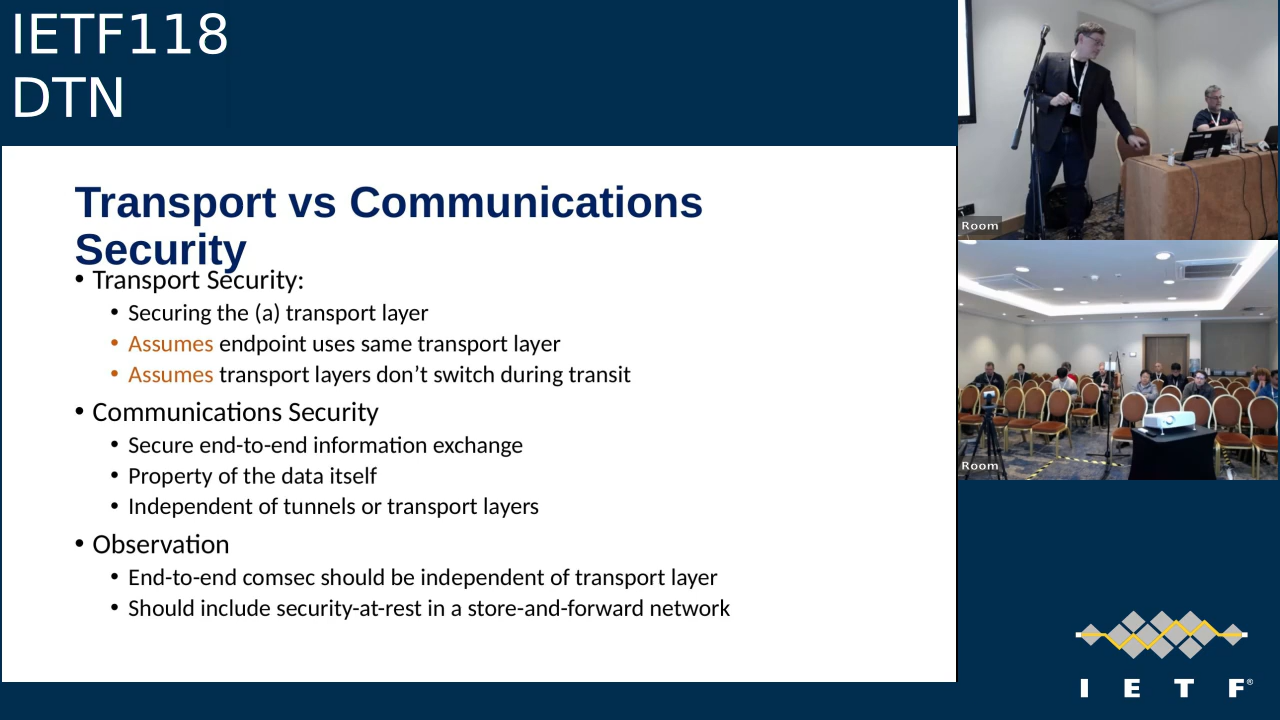 IETF118
DTN
Transport vs Communications
Security
• Transport Security:
• Securing the (a) transport layer
• Assumes endpoint uses same transport layer
• Assumes transport layers don’t switch during transit
• Communications Security
• Secure end-to-end information exchange
• Property of the data itself
• Independent of tunnels or transport layers
• Observation
• End-to-end comsec should be independent of transport layer
• Should include security-at-rest in a store-and-forward network
Room
Room
I E T F®